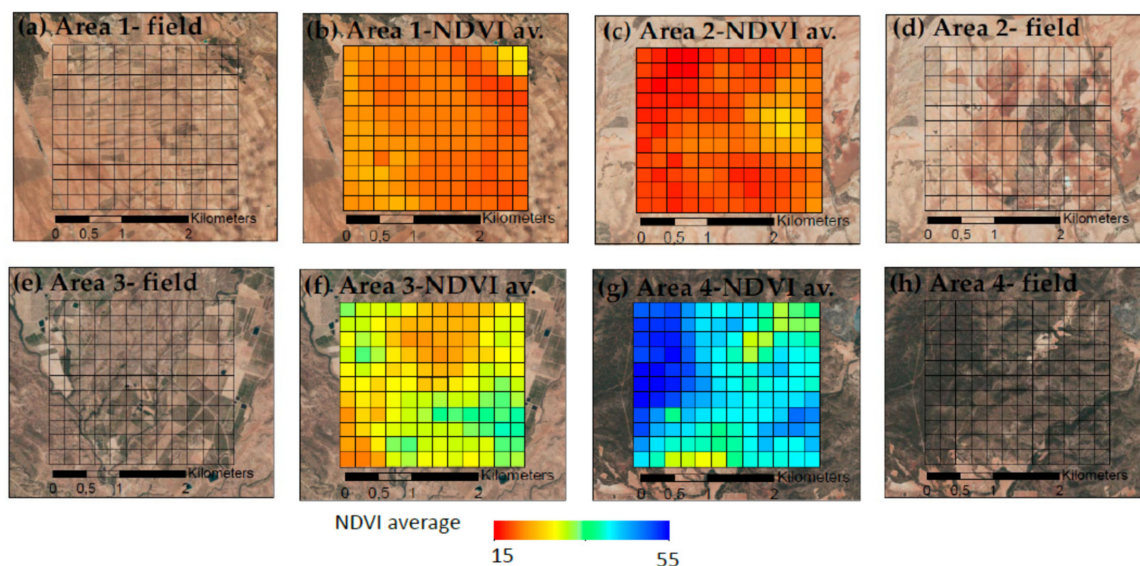 (a) Area 1- field
(b) Area 1-NDVI av.
(c) Area 2-NDVI av.
(d) Area 2- field
Kilometers
0 0,5 1 2
Kilometers
0 0,5 1 2
Kilometers
0 0,5 1 2
Kilometers
0 0,5 1 2
(e) Area 3- field
(f) Area 3-NDVI av.
(g) Area 4-NDVI av.
(h) Area 4- field
Kilometers
0 0,5 1 2
Kilometers
0 0,5 1 2
Kilometers
0 0,5 1 2
Kilometers
0 0,5 1 2
NDVI average
15 55